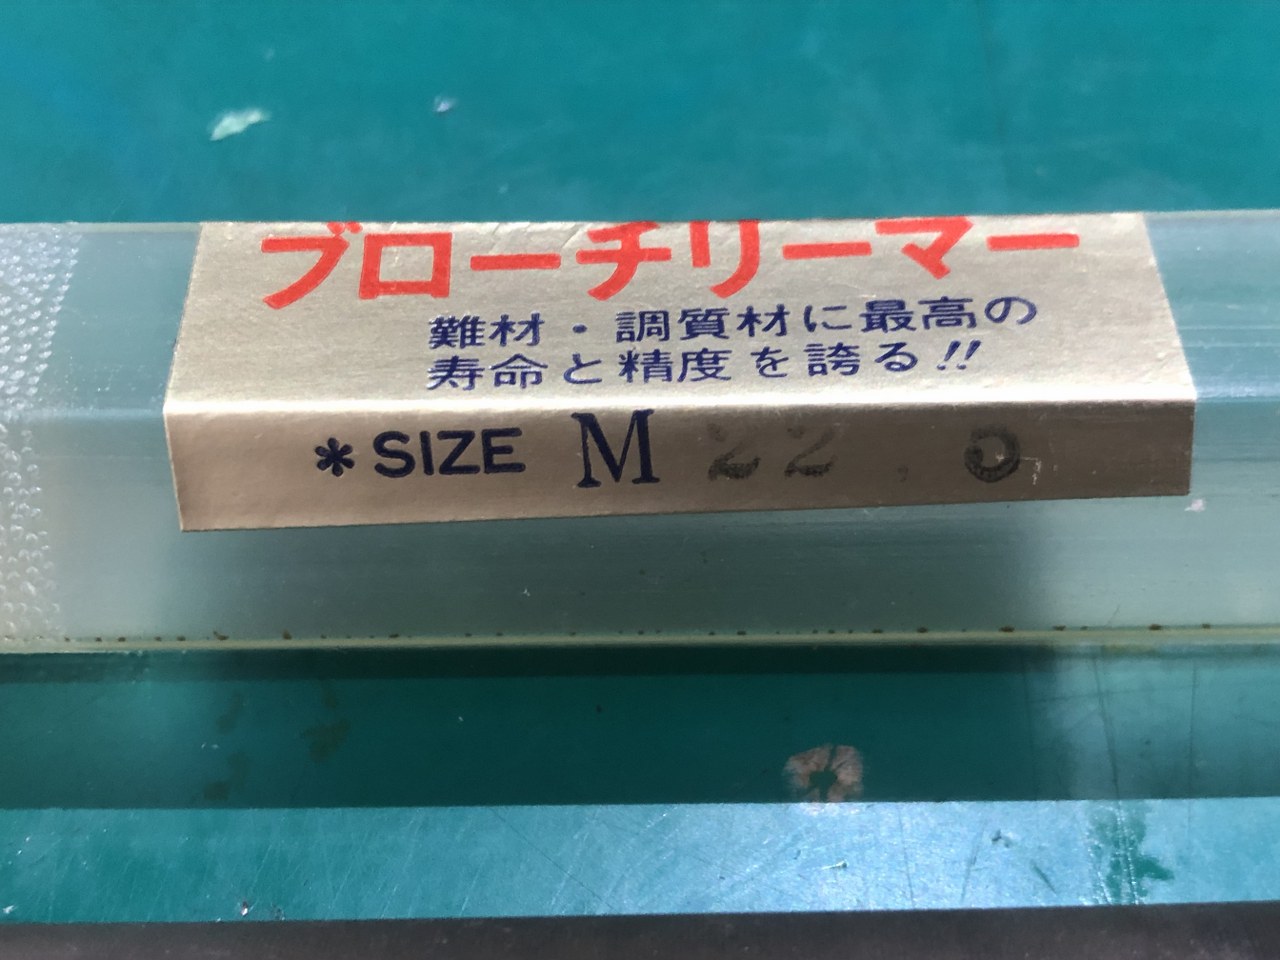 ブローチリーマー
難材・調質材に最高の
寿命と精度を誇る!!
*SIZE M 22.0